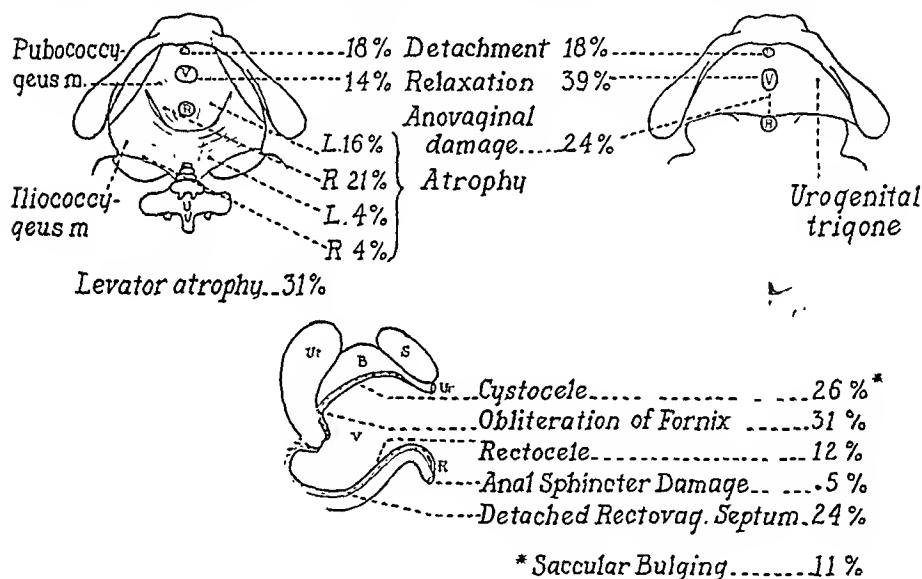 Pubococcy- 18% Detachment 18%
geus m. 14% Relaxation 39%
V
V
R
R
Anovaginal
L. 16% damage.....24%
R 21% Atrophy
Iliococcy- L. 4% Urogenital
geus m R 4% trigone
Levator atrophy...31%
Ut B S
Ur
V
R
Cystocele 26%*
Obliteration of Fornix 31%
Rectocele 12%
Anal Sphincter Damage .5%
Detached Rectovag. Septum. 24%
* Saccular Bulging........11%